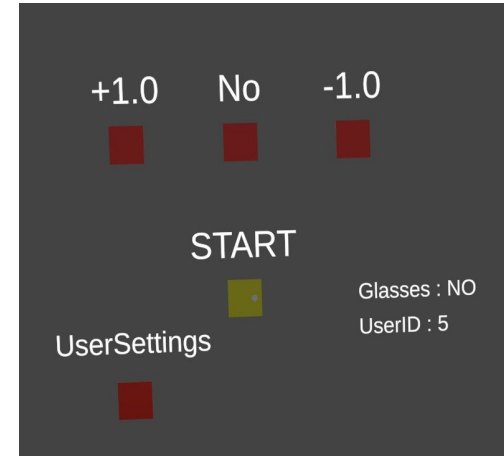 +1.0 No -1.0
START
Glasses : NO
UserID : 5
UserSettings